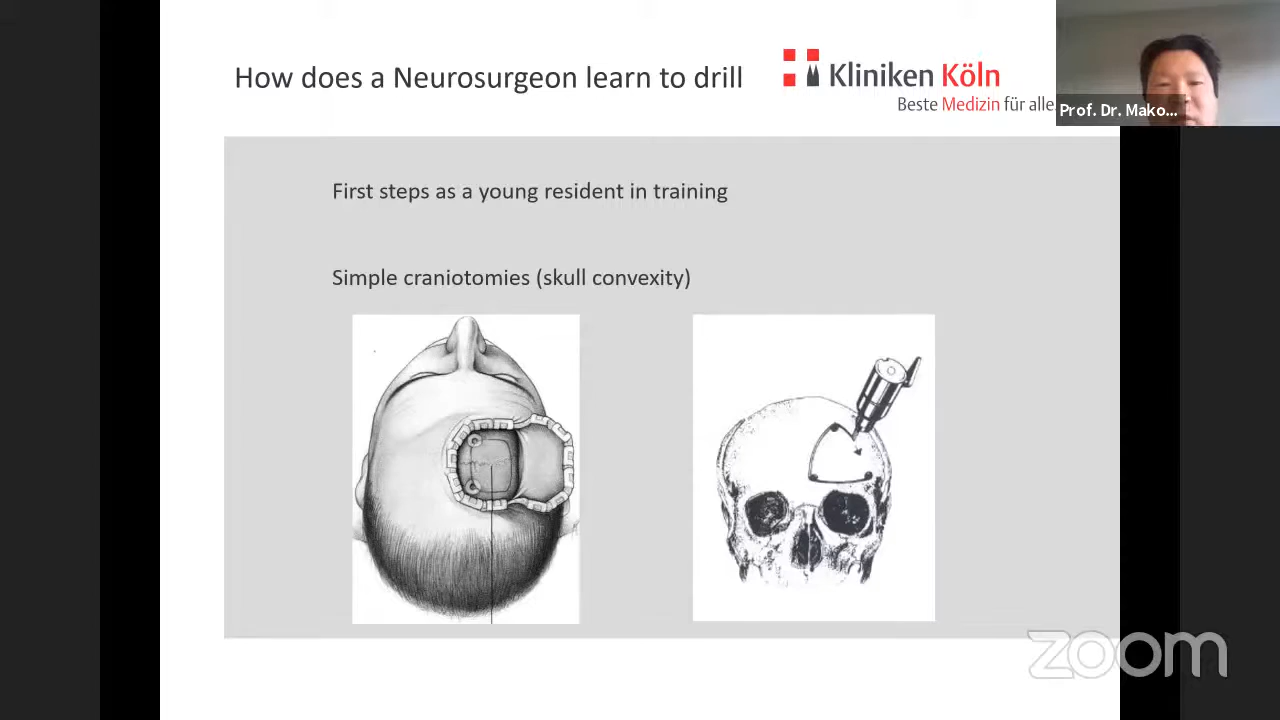 How does a Neurosurgeon learn to drill
Kliniken Köln
Beste Medizin für alle
Prof. Dr. Mako...
First steps as a young resident in training
Simple craniotomies (skull convexity)
zoom